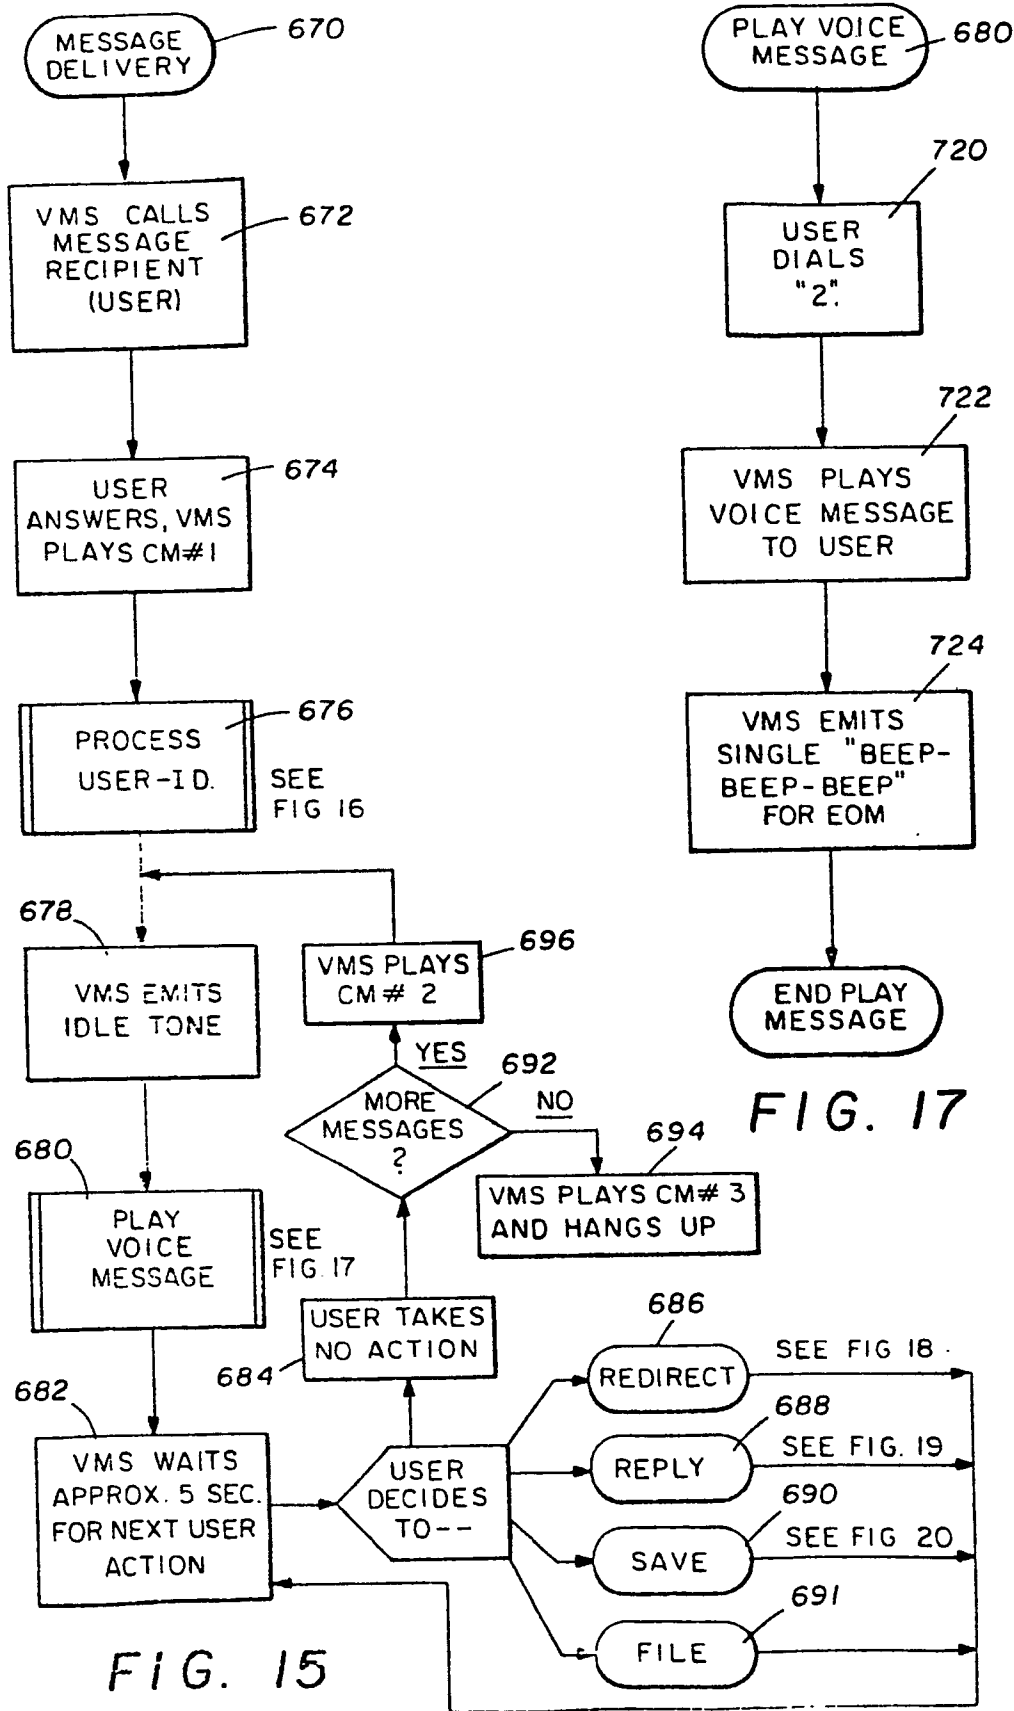 MESSAGE
DELIVERY
670
VMS CALLS
MESSAGE
RECIPIENT
(USER)
672
USER
ANSWERS, VMS
PLAYS CM#1
674
PROCESS
USER-ID.
676
SEE
FIG 16
678
VMS EMITS
IDLE TONE
680
PLAY
VOICE
MESSAGE
SEE
FIG. 17
682
VMS WAITS
APPROX. 5 SEC.
FOR NEXT USER
ACTION
VMS PLAYS
CM# 2
696
YES
MORE
MESSAGES
?
692
NO
694
VMS PLAYS CM# 3
AND HANGS UP
USER TAKES
NO ACTION
684
USER
DECIDES
TO--
686
REDIRECT
SEE FIG 18
688
REPLY
SEE FIG. 19
690
SAVE
SEE FIG 20
691
FILE
FIG. 15
PLAY VOICE
MESSAGE
680
720
USER
DIALS
"2".
722
VMS PLAYS
VOICE MESSAGE
TO USER
724
VMS EMITS
SINGLE "BEEP-
BEEP-BEEP"
FOR EOM
END PLAY
MESSAGE
FIG. 17